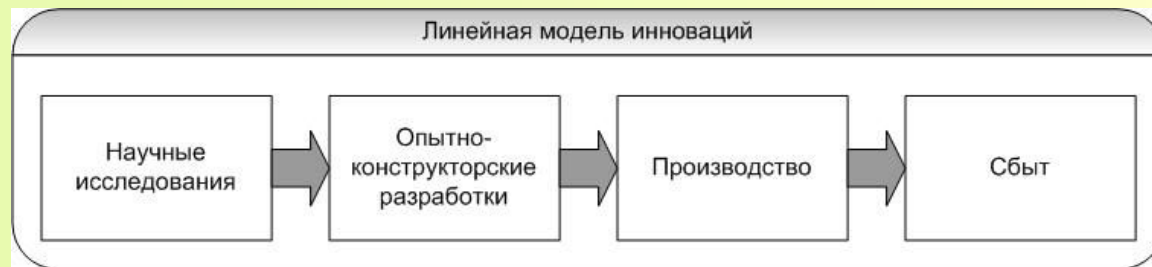 Линейная модель инноваций
Научные
исследования
Опытно-
конструкторские
разработки
Производство
Сбыт